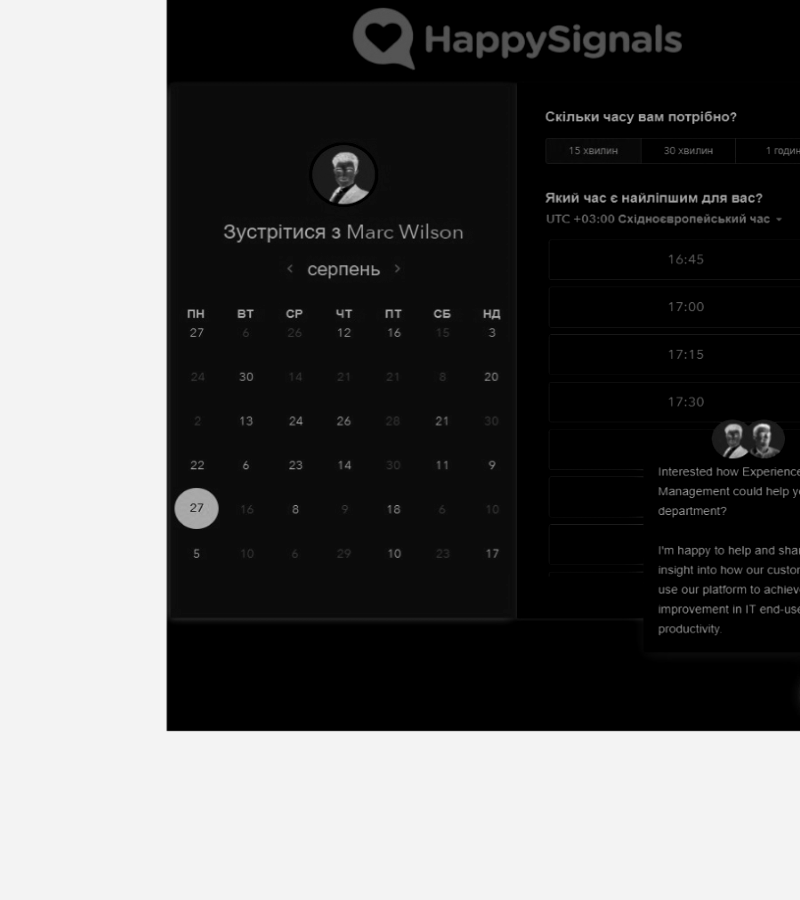 HappySignals
Зустрітися з Marc Wilson
серпень
ПН ВТ СР ЧТ ПТ СБ НД
27 6 26 12 16 15 3
24 30 14 21 21 8 20
2 13 24 26 28 21 30
22 6 23 14 30 11 9
27 16 8 9 18 6 10
5 10 6 29 10 23 17
Скільки часу вам потрібно?
15 хвилин 30 хвилин 1 годин
Який час є найліпшим для вас?
UTC +03:00 Східноєвропейський час
16:45
17:00
17:15
17:30
Interested how Experience
Management could help yo
department?
I'm happy to help and shar
insight into how our custom
use our platform to achieve
improvement in IT end-use
productivity.